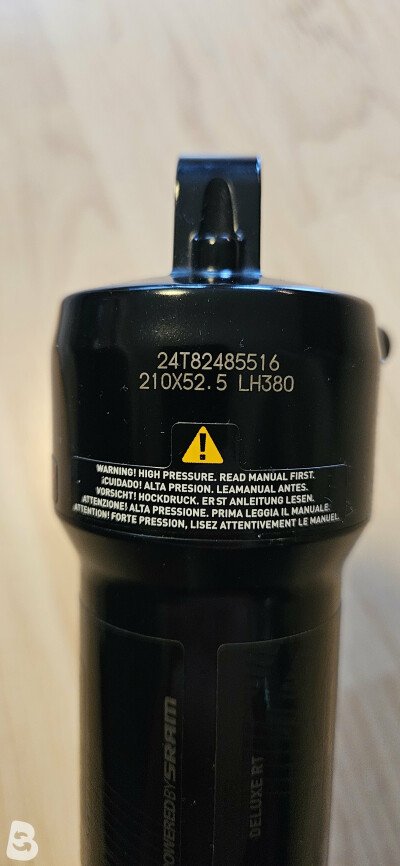 24T82485516
210X52.5 LH380
WARNING! HIGH PRESSURE. READ MANUAL FIRST.
¡CUIDADO! ALTA PRESION. LEAMANUAL ANTES.
VORSICHT! HOCKDRUCK. ERST ANLEITUNG LESEN.
ATTENZIONE! ALTA PRESSIONE. PRIMA LEGGIA IL MANUALE.
ATTENTION! FORTE PRESSION, LISEZ ATTENTIVEMENT LE MANUEL.
POWERED BY SRAM
DELUXE RT